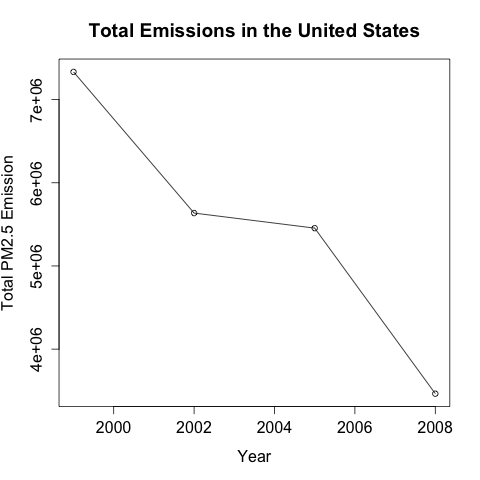 Total Emissions in the United States
Total PM2.5 Emission
7e+06
6e+06
5e+06
4e+06
2000 2002 2004 2006 2008
Year